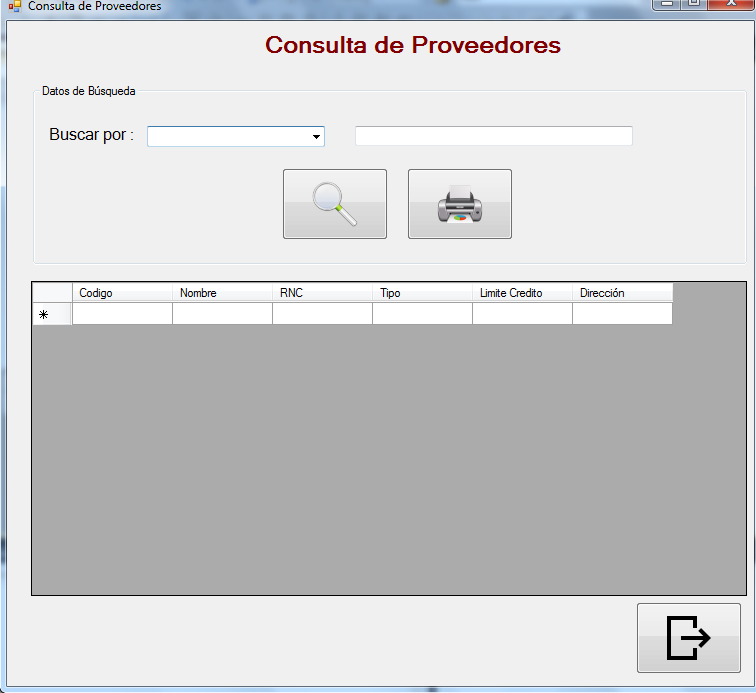 Consulta de Proveedores
Consulta de Proveedores
Datos de Búsqueda
Buscar por :
Codigo Nombre RNC Tipo Limite Credito Dirección